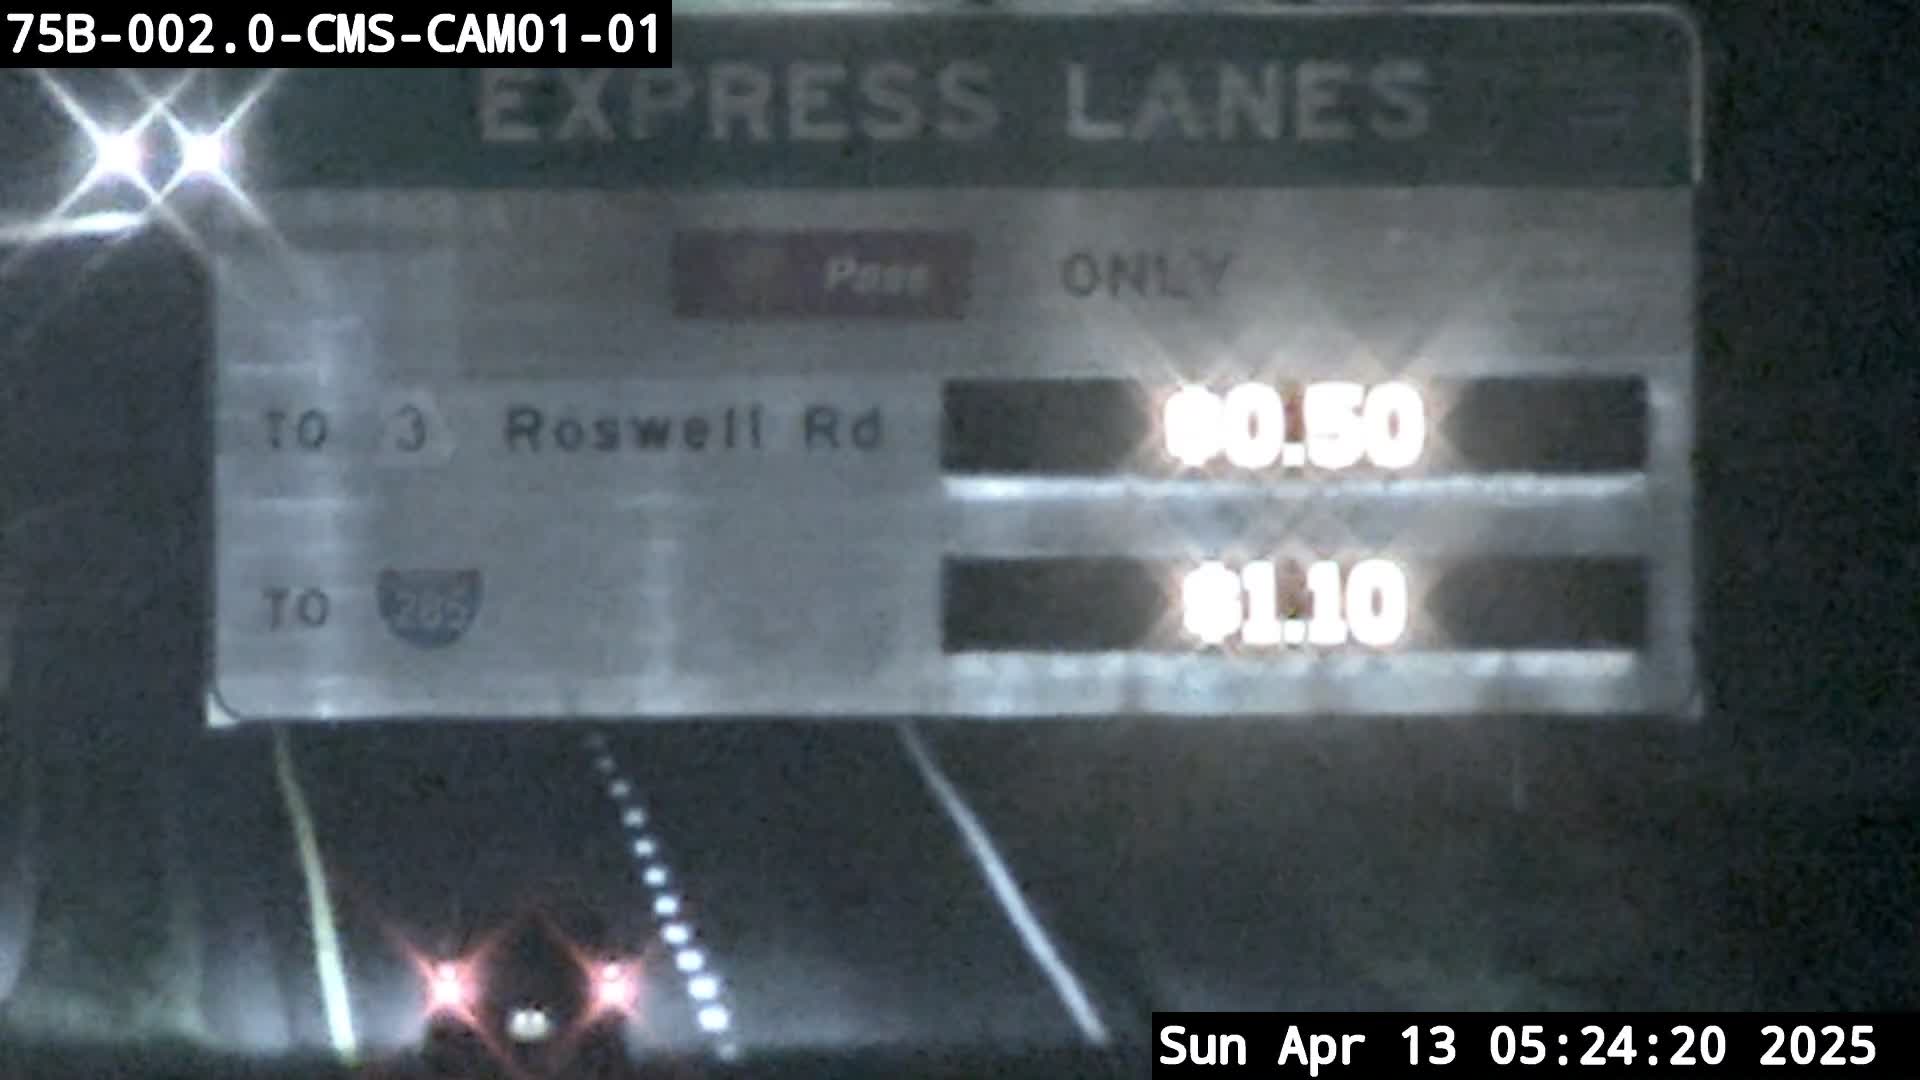 75B-002.0-CMS-CAM01-01
EXPRESS LANES
Pass ONLY
TO 3 Roswell Rd $0.50
TO 285 $1.10
Sun Apr 13 05:24:20 2025